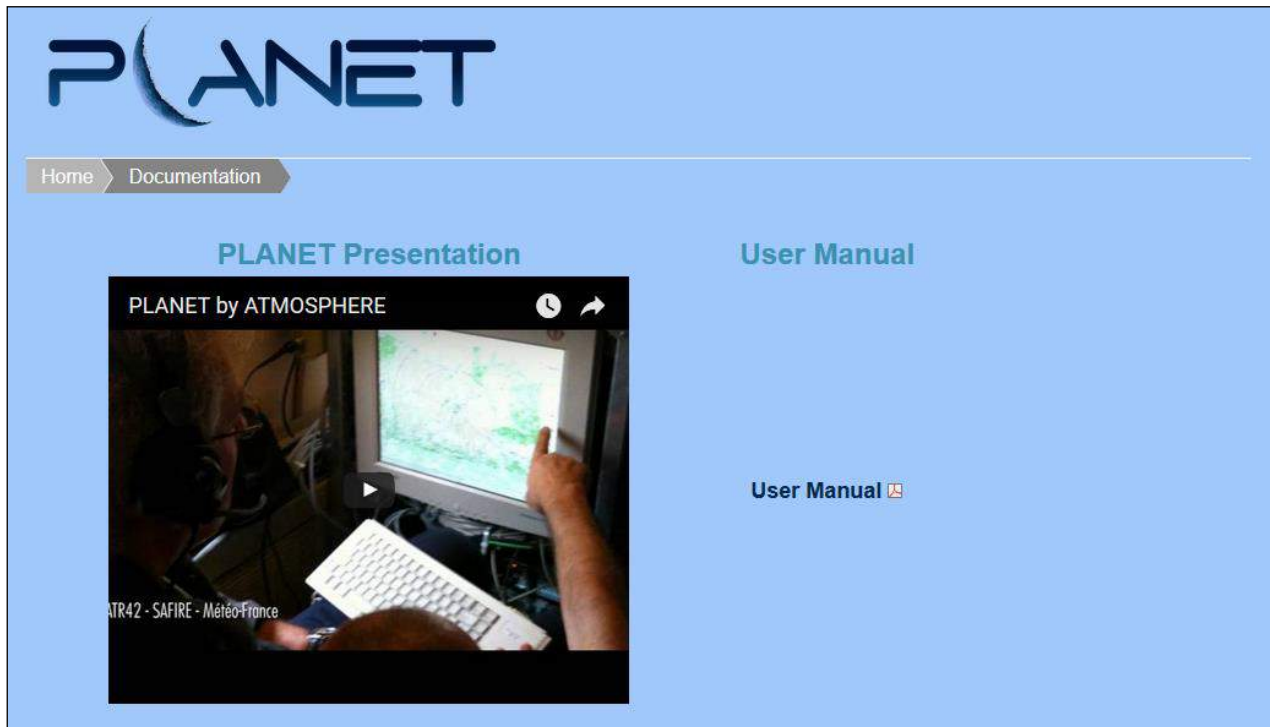 PLANET
Home
Documentation
PLANET Presentation
User Manual
PLANET by ATMOSPHERE
ATR42 - SAFIRE - Météo-France
User Manual